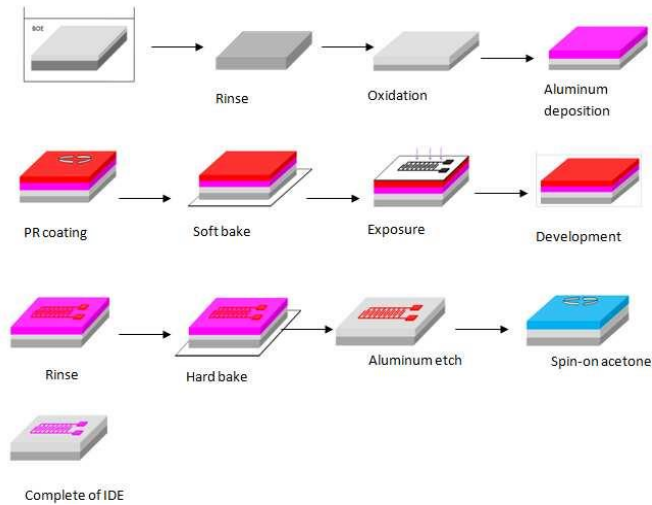 BOE
Rinse
Oxidation
Aluminum
deposition
PR coating
Soft bake
Exposure
Development
Rinse
Hard bake
Aluminum etch
Spin-on acetone
Complete of IDE